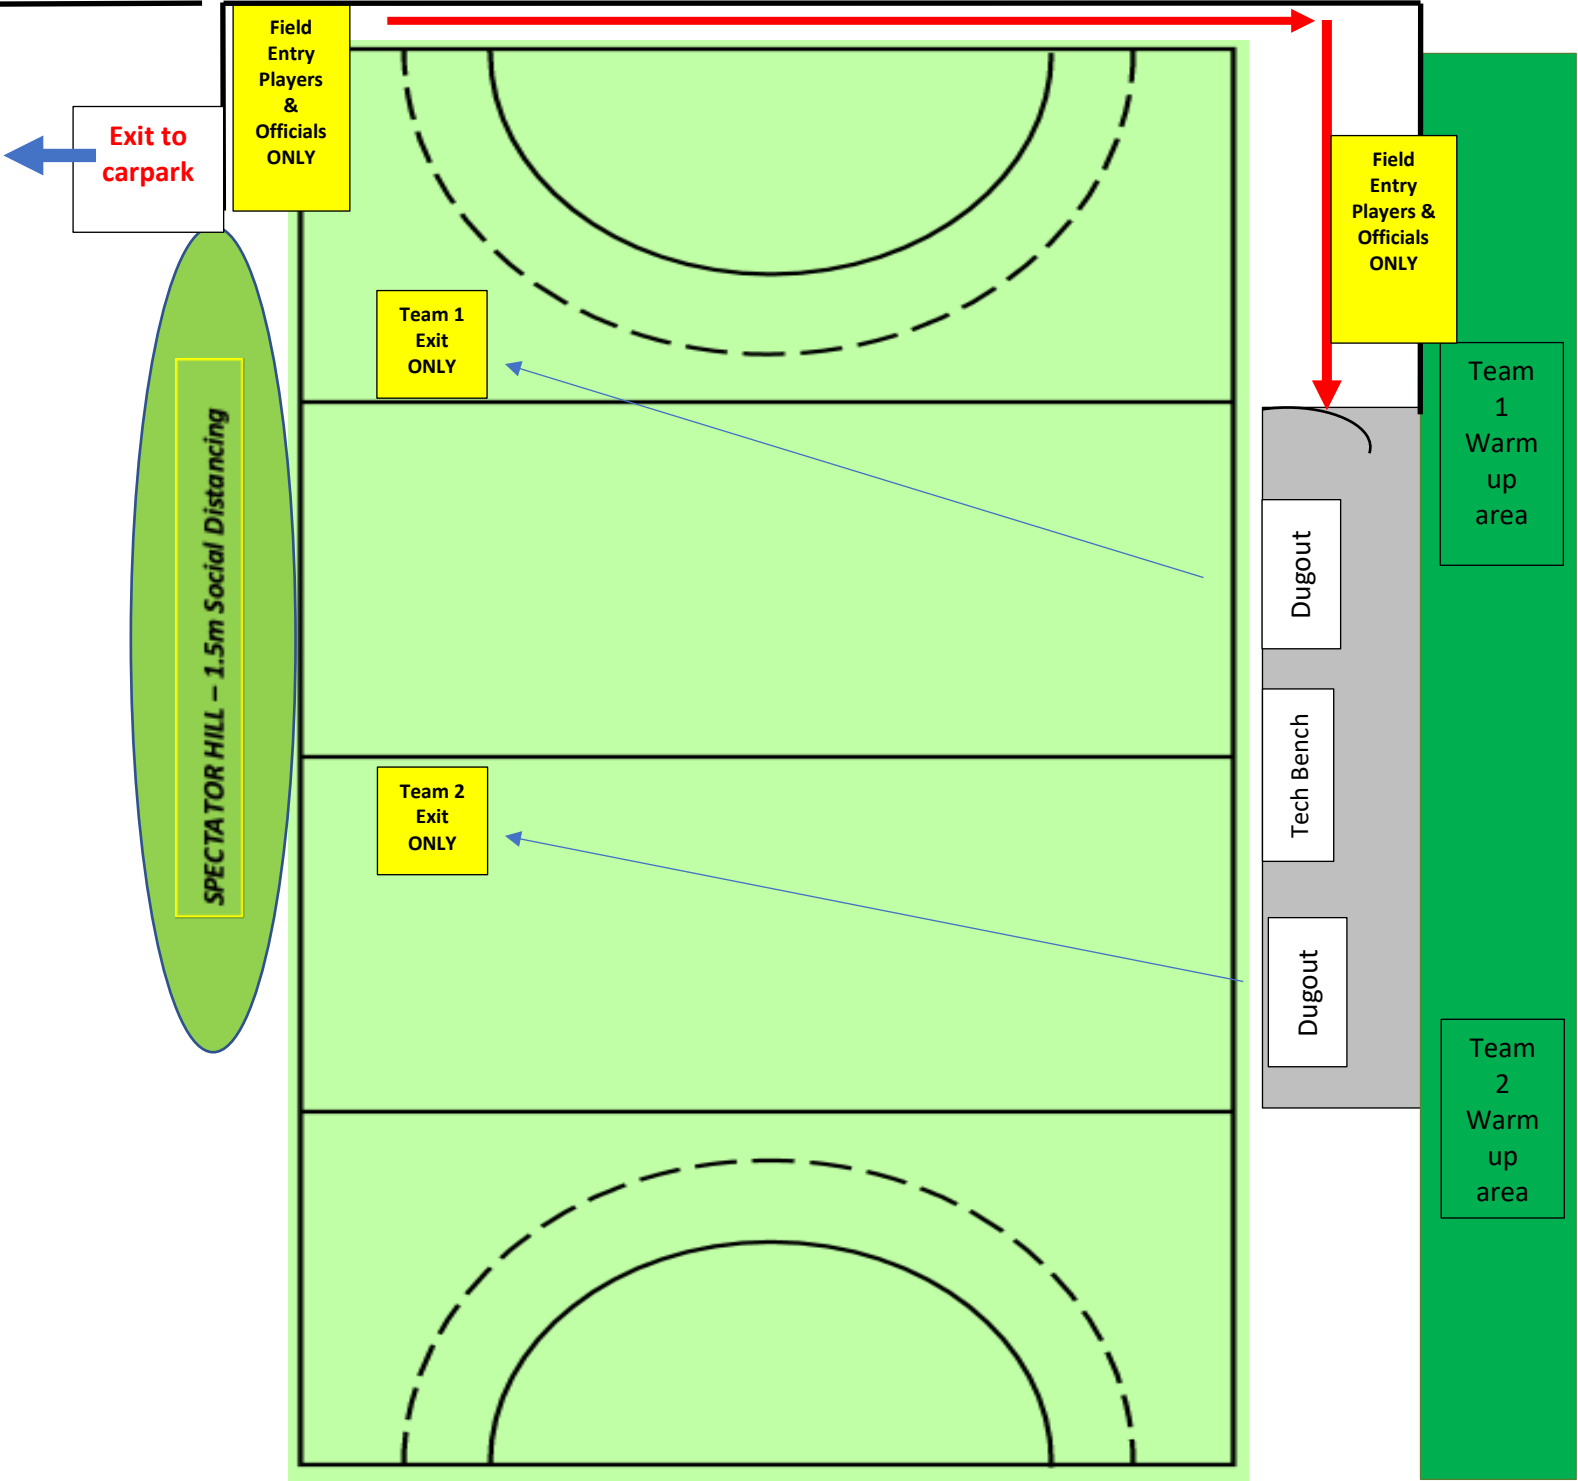 Field
Entry
Players
&
Officials
ONLY
Exit to
carpark
Field
Entry
Players &
Officials
ONLY
Team 1
Exit
ONLY
Team
1
Warm
up
area
SPECTATOR HILL – 1.5m Social Distancing
Dugout
Tech Bench
Team 2
Exit
ONLY
Dugout
Team
2
Warm
up
area